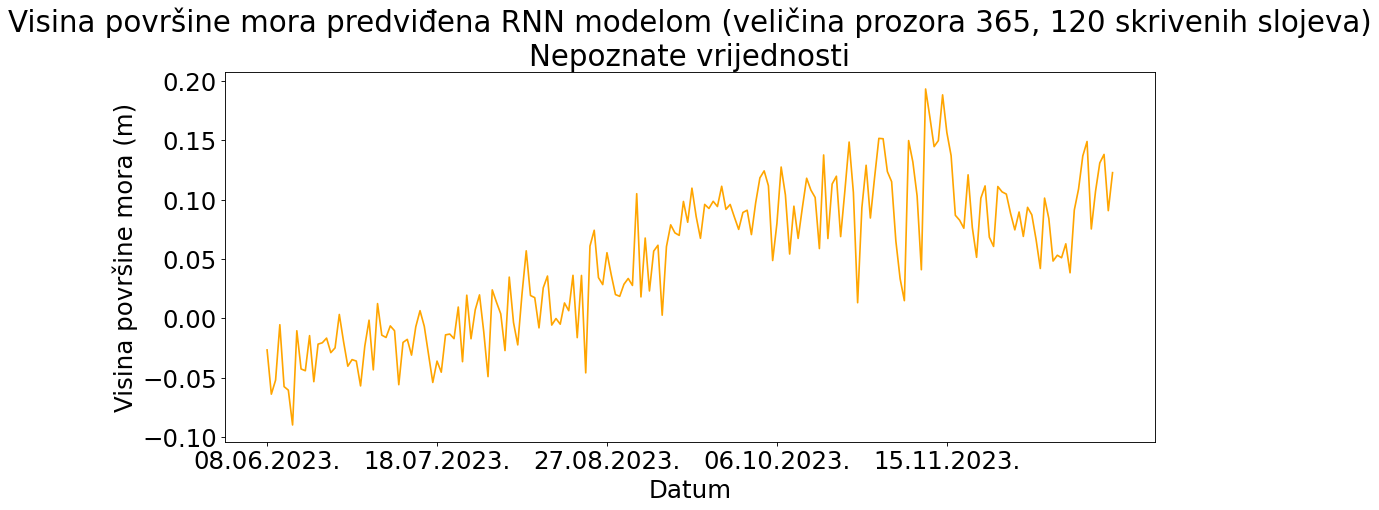 Visina površine mora predviđena RNN modelom (veličina prozora 365, 120 skrivenih slojeva)
Nepoznate vrijednosti
Visina površine mora (m)
0.20
0.15
0.10
0.05
0.00
−0.05
−0.10
08.06.2023. 18.07.2023. 27.08.2023. 06.10.2023. 15.11.2023.
Datum